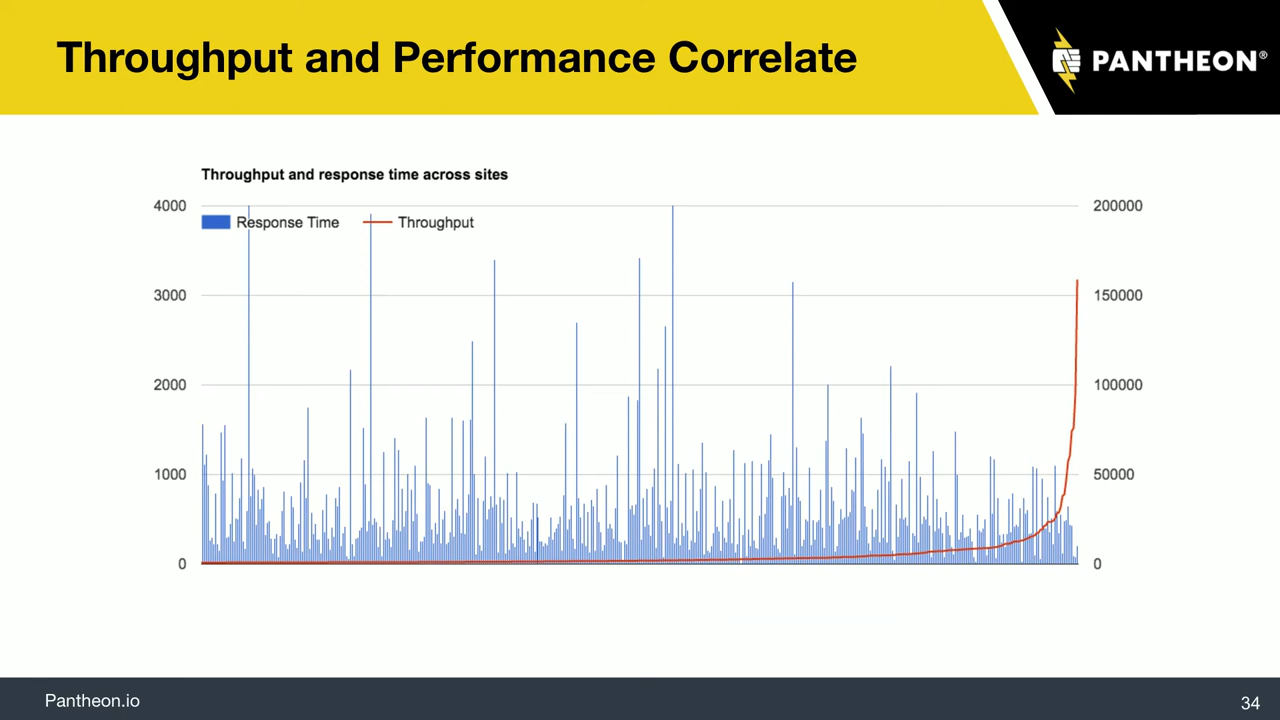 Throughput and Performance Correlate
PANTHEON®
Throughput and response time across sites
4000
200000
Response Time
Throughput
3000
150000
2000
100000
1000
50000
0
0
Pantheon.io
34